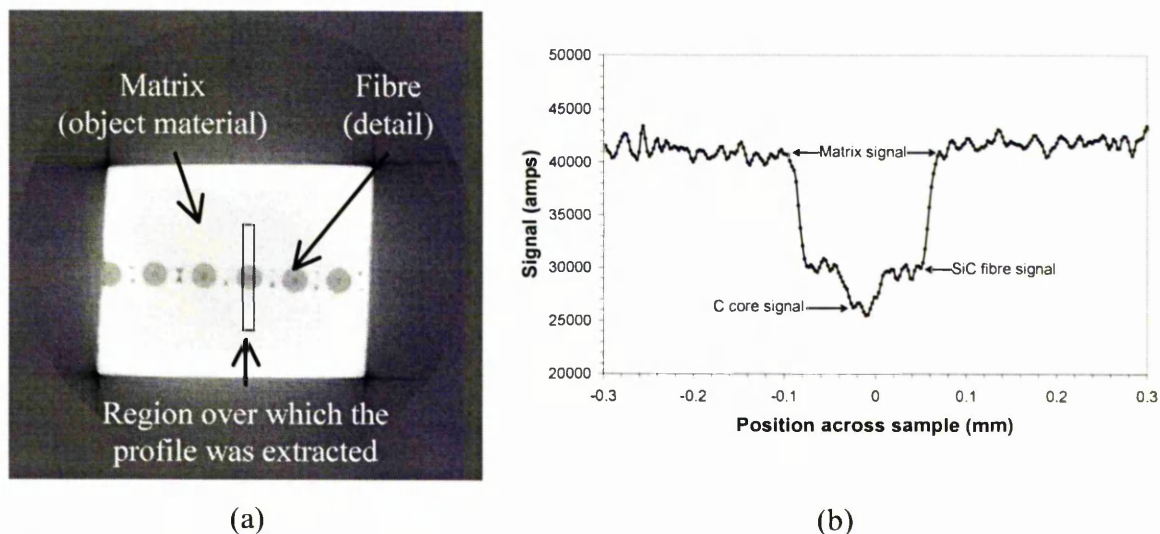 Matrix
(object material)
Fibre
(detail)
Region over which the
profile was extracted
(a)
50000
45000
40000
35000
30000
25000
20000
Signal (amps)
Matrix signal
SiC fibre signal
C core signal
-0.3
-0.2
-0.1
0
0.1
0.2
0.3
Position across sample (mm)
(b)